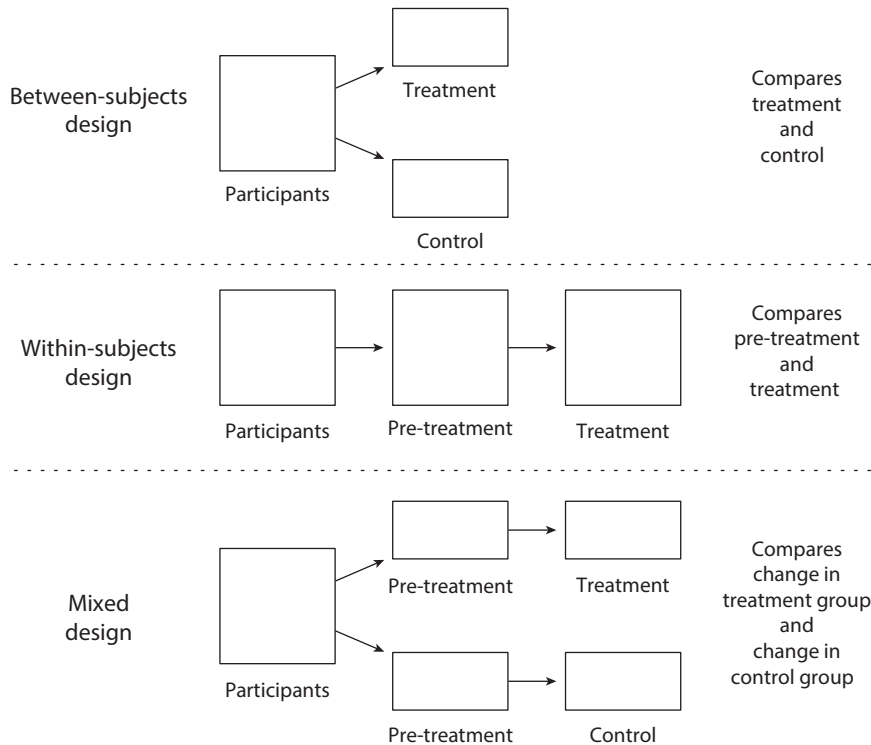 Between-subjects
design
Participants
Treatment
Control
Compares
treatment
and
control
Within-subjects
design
Participants
Pre-treatment
Treatment
Compares
pre-treatment
and
treatment
Mixed
design
Participants
Pre-treatment
Treatment
Pre-treatment
Control
Compares
change in
treatment group
and
change in
control group